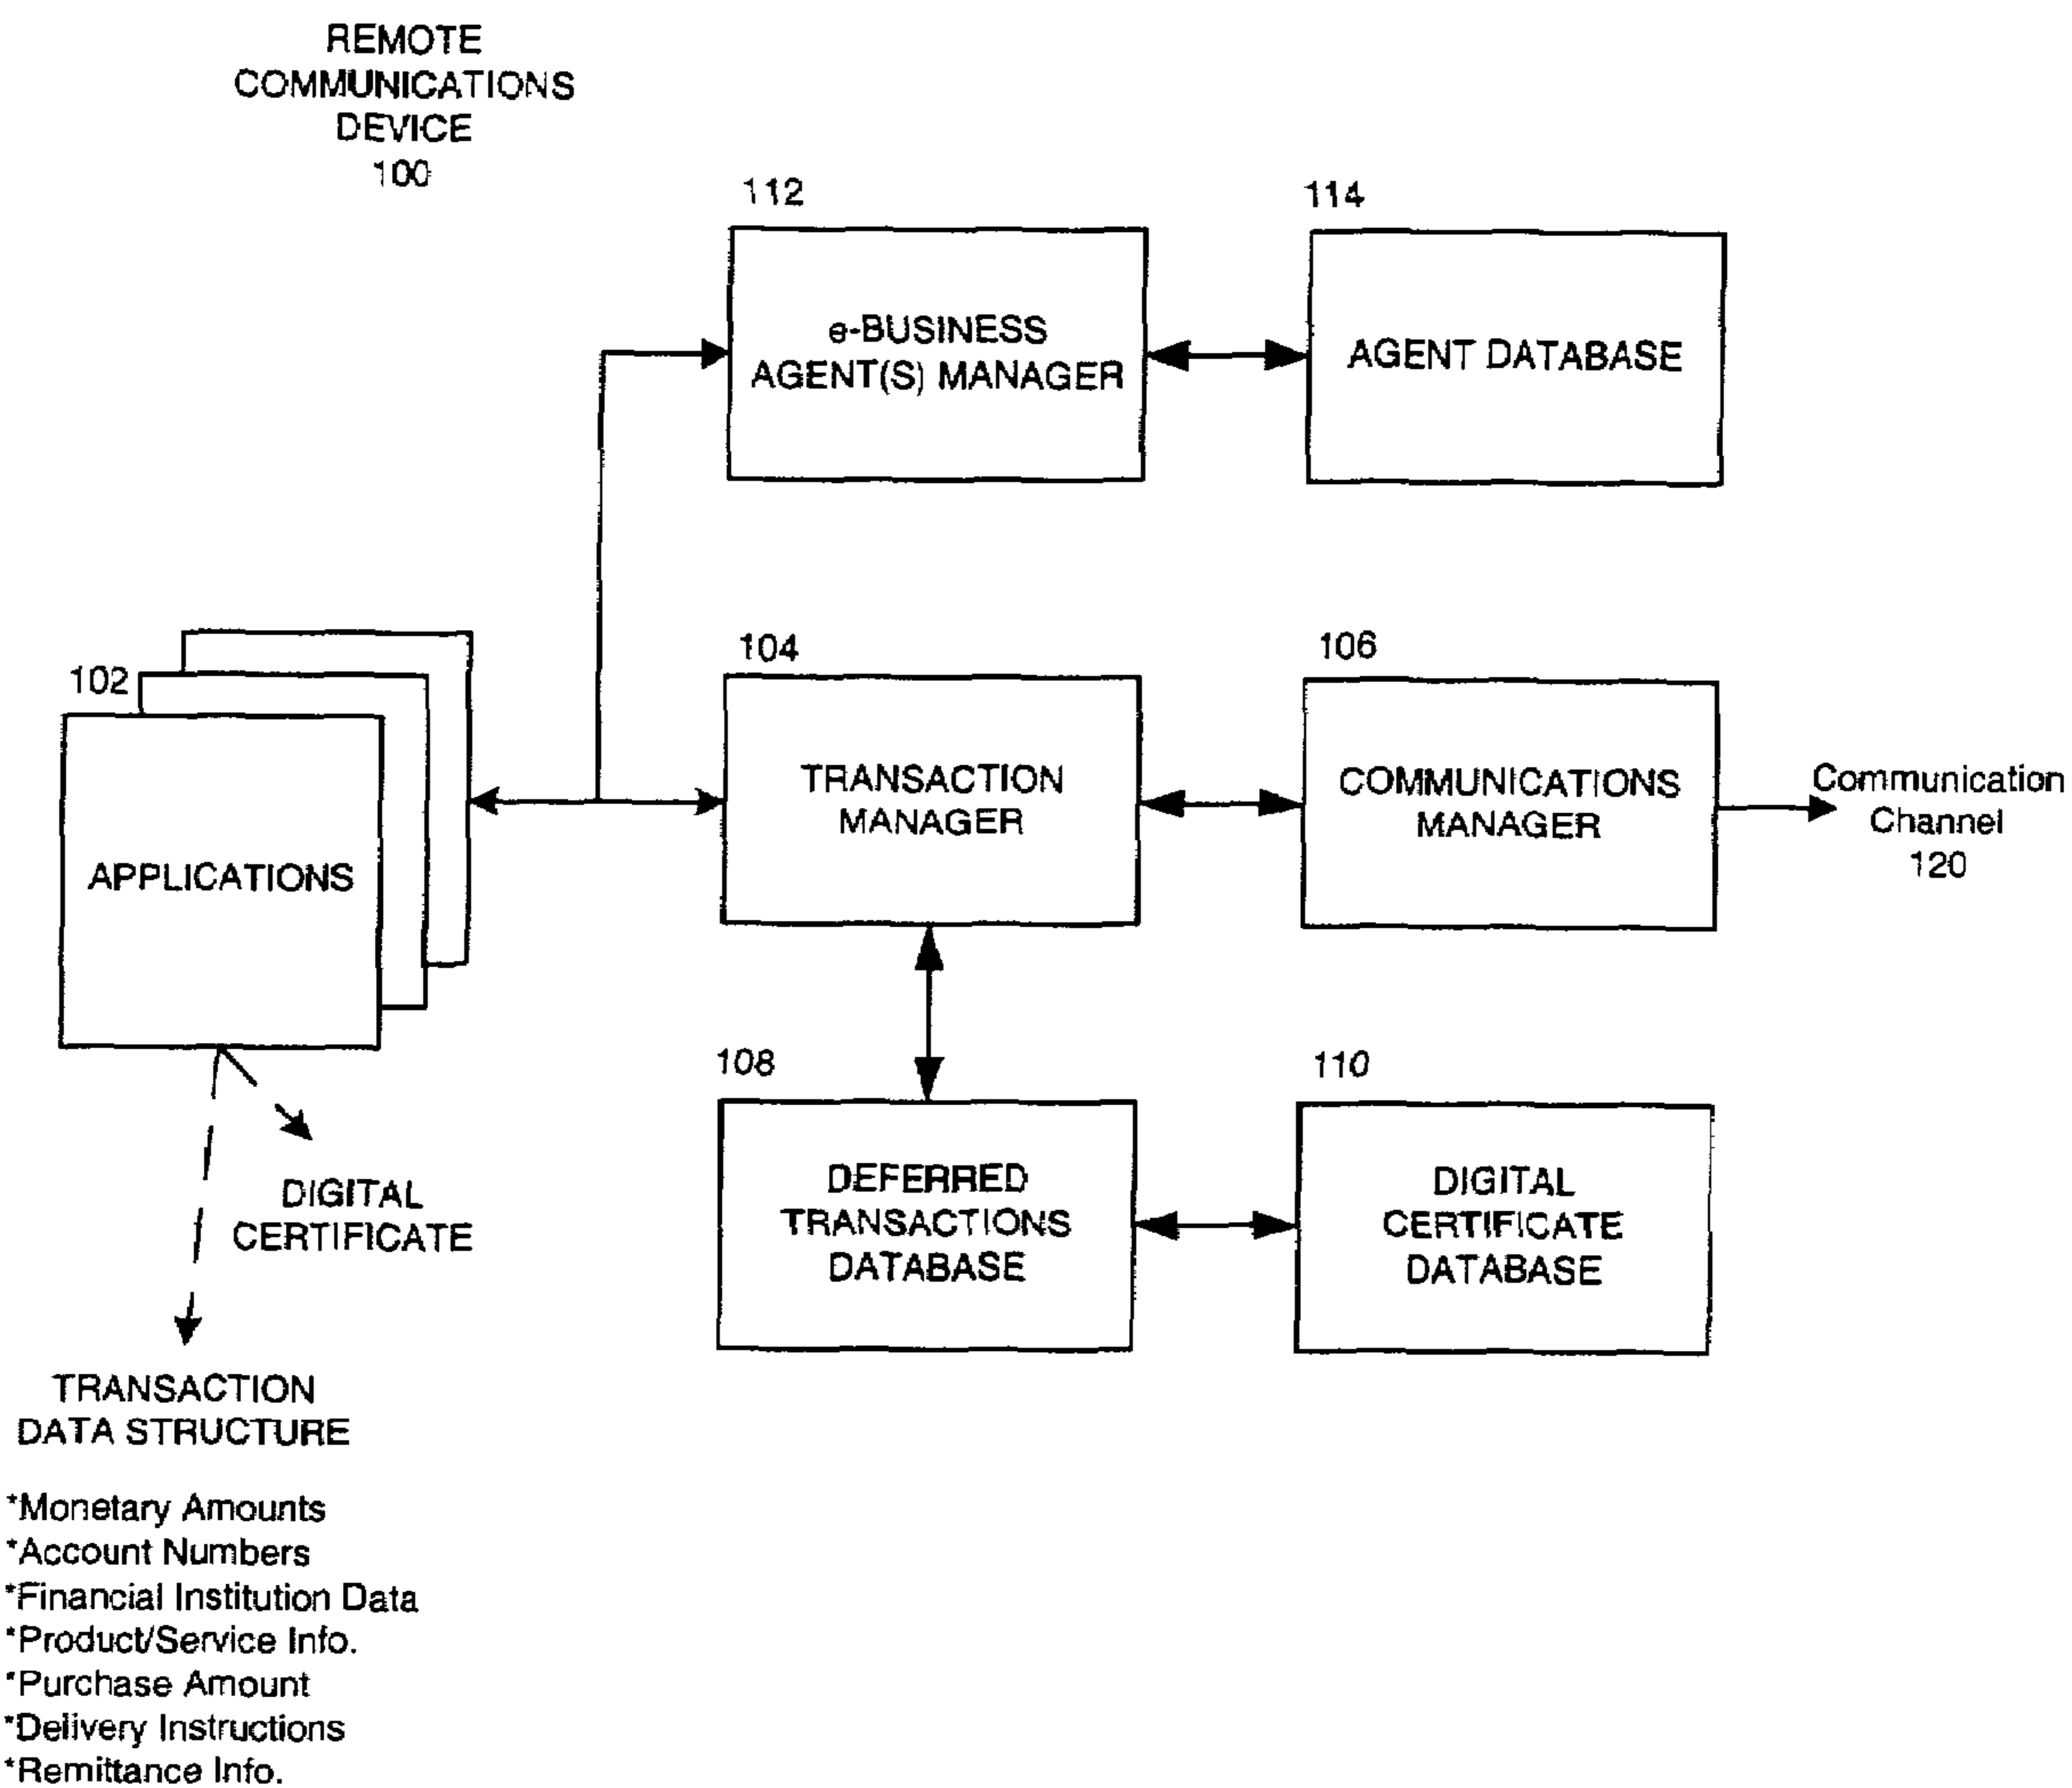 REMOTE
COMMUNICATIONS
DEVICE
100
112
114
e-BUSINESS
AGENT(S) MANAGER
AGENT DATABASE
102
104
106
APPLICATIONS
TRANSACTION
MANAGER
COMMUNICATIONS
MANAGER
Communication
Channel
120
108
110
DEFERRED
TRANSACTIONS
DATABASE
DIGITAL
CERTIFICATE
DATABASE
DIGITAL
CERTIFICATE
TRANSACTION
DATA STRUCTURE
*Monetary Amounts
*Account Numbers
*Financial Institution Data
*Product/Service Info.
*Purchase Amount
*Delivery Instructions
*Remittance Info.